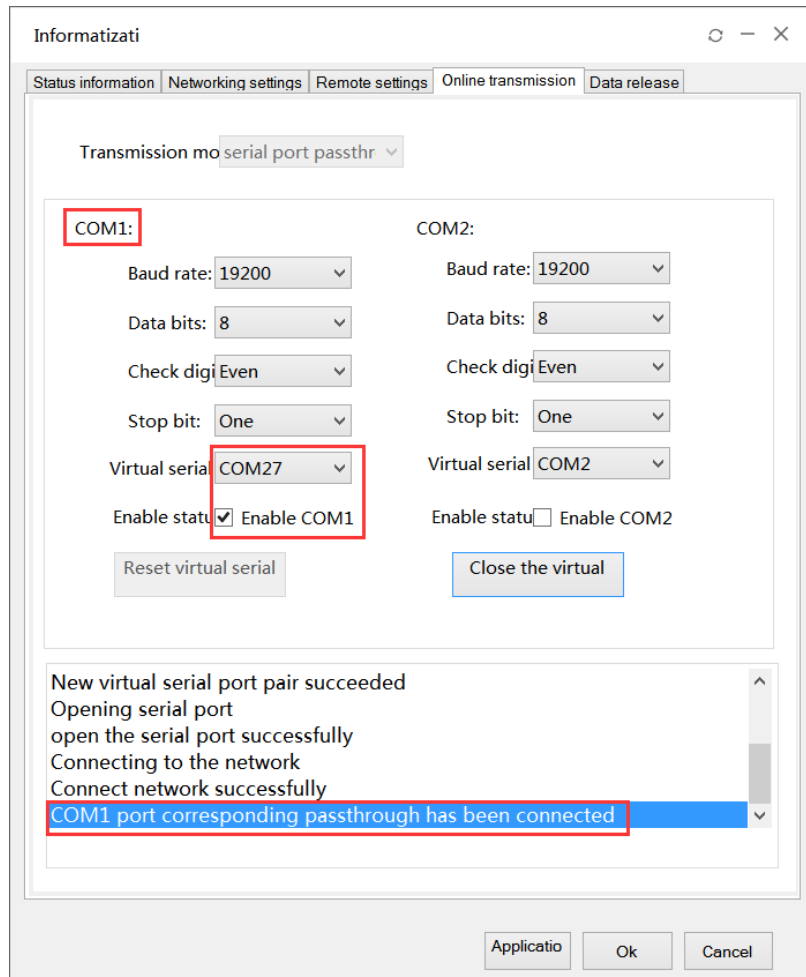 Informatizati
Status information Networking settings Remote settings Online transmission Data release
Transmission mo serial port passthr
COM1: COM2:
Baud rate: 19200 Baud rate: 19200
Data bits: 8 Data bits: 8
Check digi Even Check digi Even
Stop bit: One Stop bit: One
Virtual serial COM27 Virtual serial COM2
Enable statu Enable COM1 Enable statu Enable COM2
Reset virtual serial Close the virtual
New virtual serial port pair succeeded
Opening serial port
open the serial port successfully
Connecting to the network
Connect network successfully
COM1 port corresponding passthrough has been connected
Applicatio Ok Cancel